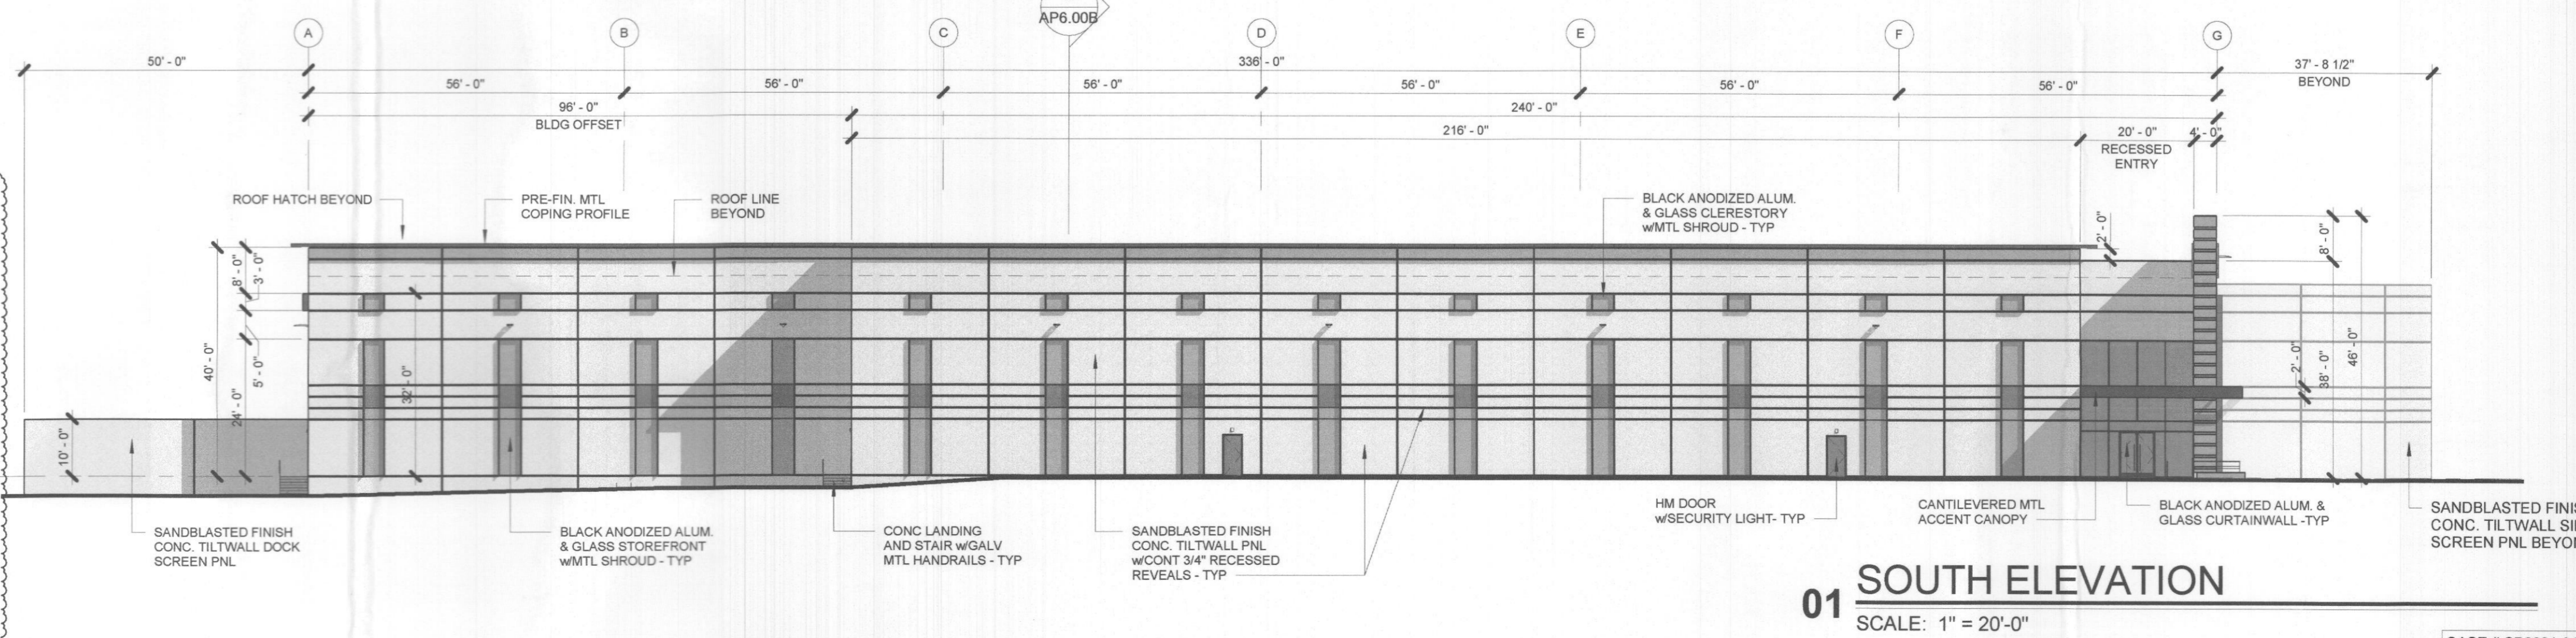 AP6.00B
A
B
C
D
E
F
G
50' - 0"
336' - 0"
37' - 8 1/2"
BEYOND
56' - 0"
56' - 0"
56' - 0"
56' - 0"
56' - 0"
56' - 0"
96' - 0"
BLDG OFFSET
240' - 0"
216' - 0"
20' - 0"
RECESSED
ENTRY
4' - 0"
ROOF HATCH BEYOND
PRE-FIN. MTL
COPING PROFILE
ROOF LINE
BEYOND
BLACK ANODIZED ALUM.
& GLASS CLERESTORY
w/MTL SHROUD - TYP
2' - 0"
8' - 0"
8' - 0"
3' - 0"
40' - 0"
5' - 0"
24' - 0"
32' - 0"
10' - 0"
2' - 0"
38' - 0"
46' - 0"
SANDBLASTED FINISH
CONC. TILTWALL DOCK
SCREEN PNL
BLACK ANODIZED ALUM.
& GLASS STOREFRONT
w/MTL SHROUD - TYP
CONC LANDING
AND STAIR w/GALV
MTL HANDRAILS - TYP
SANDBLASTED FINISH
CONC. TILTWALL PNL
w/CONT 3/4" RECESSED
REVEALS - TYP
HM DOOR
w/SECURITY LIGHT- TYP
CANTILEVERED MTL
ACCENT CANOPY
BLACK ANODIZED ALUM. &
GLASS CURTAINWALL -TYP
SANDBLASTED
CONC. TILTWALL
SCREEN PNL
01 SOUTH ELEVATION
SCALE: 1" = 20'-0"